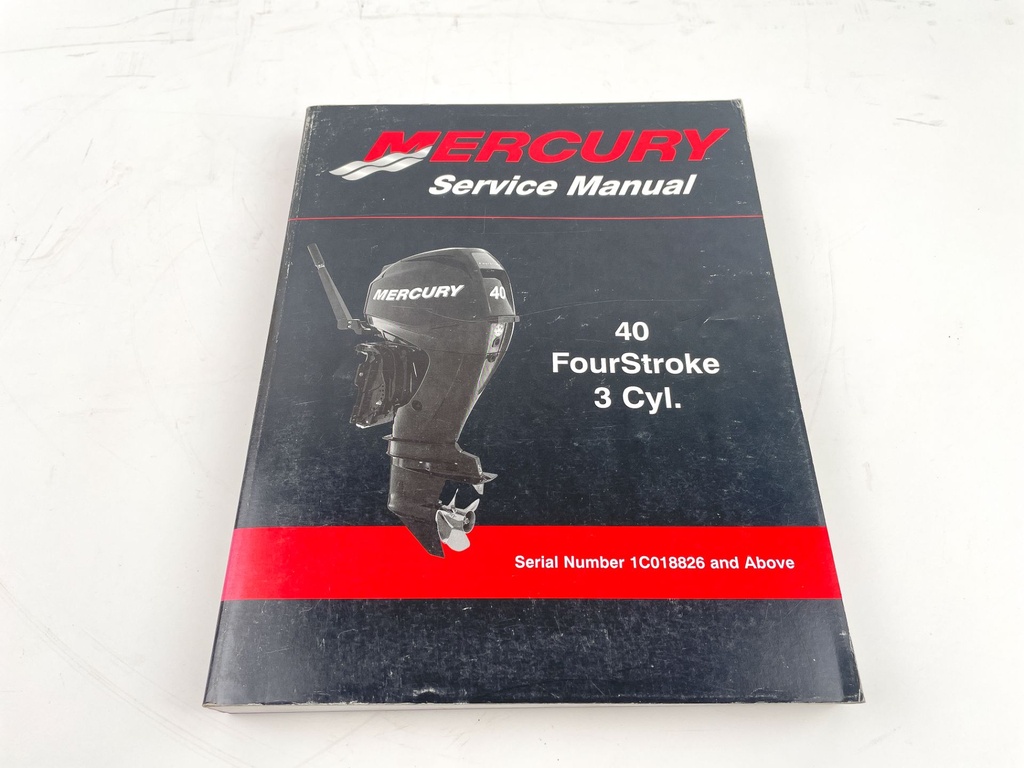 MERCURY
Service Manual
MERCURY 40
40
FourStroke
3 Cyl.
Serial Number 1C018826 and Above